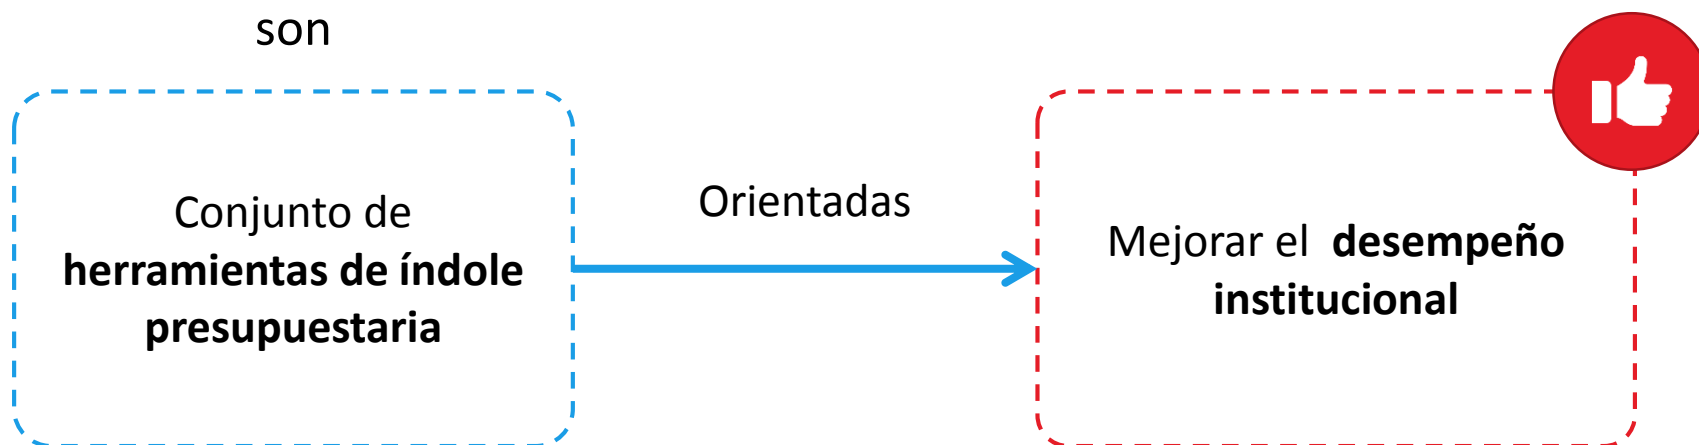 son
Conjunto de
herramientas de índole
presupuestaria
Orientadas
Mejorar el  desempeño
institucional